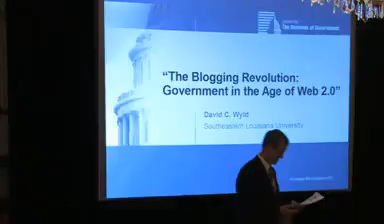 The Business of Government
“The Blogging Revolution:
Government in the Age of Web 2.0”
David C. Wyld
Southeastern Louisiana University